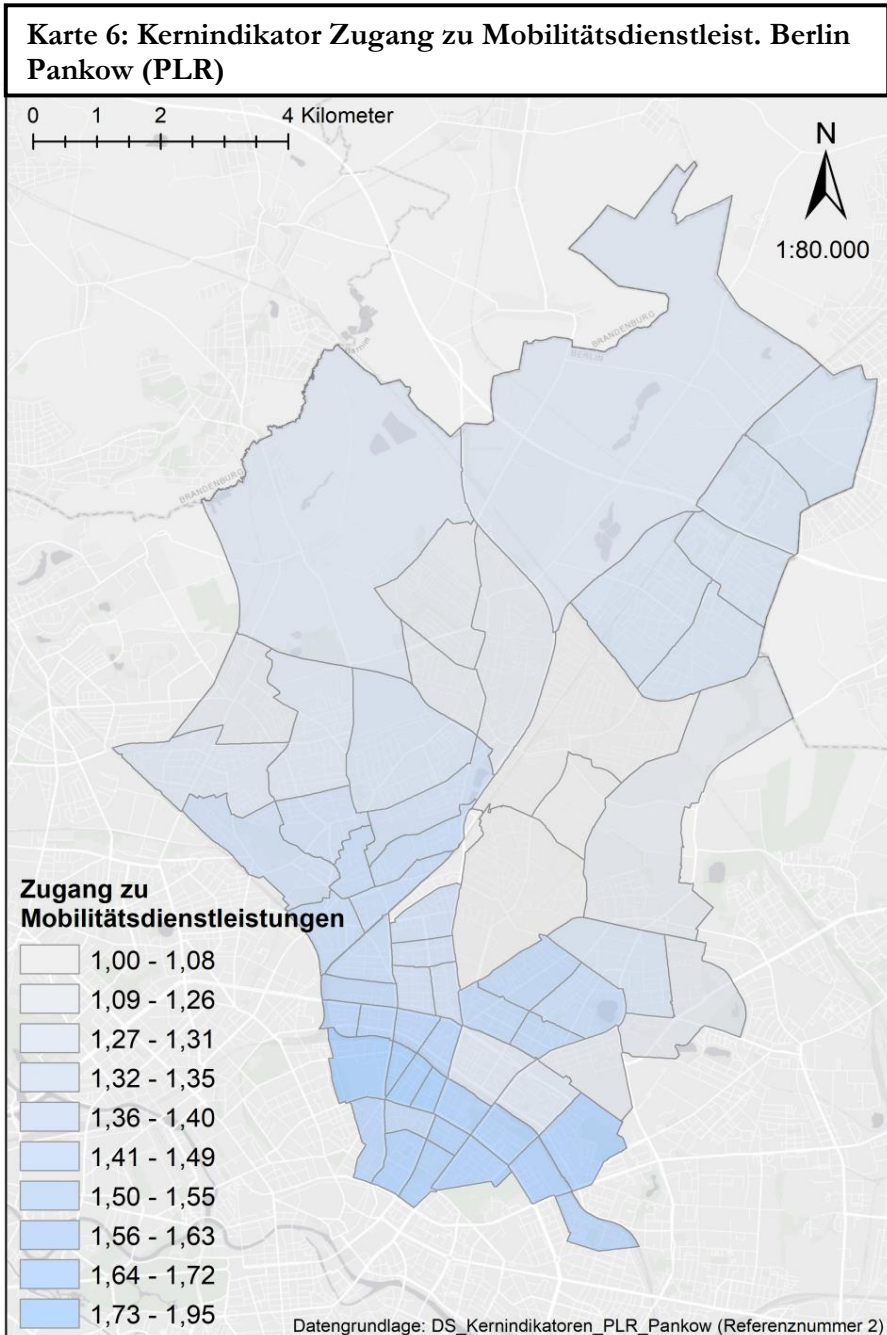 Karte 6: Kernindikator Zugang zu Mobilitätsdienstleist. Berlin
Pankow (PLR)
0 1 2 4 Kilometer
N
1:80.000
BRANDENBURG
BERLIN
BRANDENBURG
Zugang zu
Mobilitätsdienstleistungen
1,00 - 1,08
1,09 - 1,26
1,27 - 1,31
1,32 - 1,35
1,36 - 1,40
1,41 - 1,49
1,50 - 1,55
1,56 - 1,63
1,64 - 1,72
1,73 - 1,95
Datengrundlage: DS_Kernindikatoren_PLR_Pankow (Referenznummer 2)